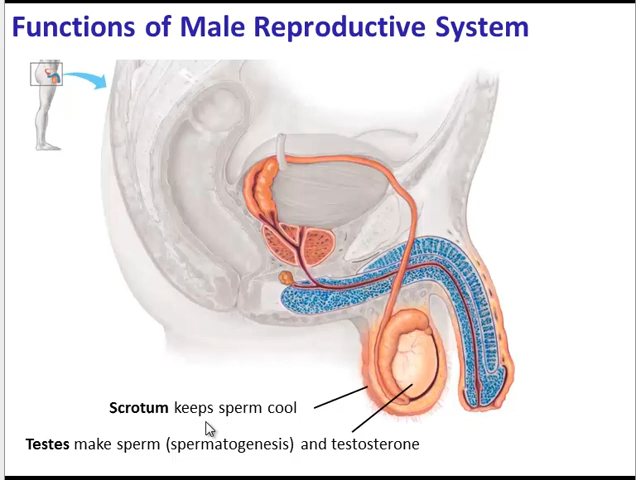 Functions of Male Reproductive System
Scrotum keeps sperm cool
Testes make sperm (spermatogenesis) and testosterone